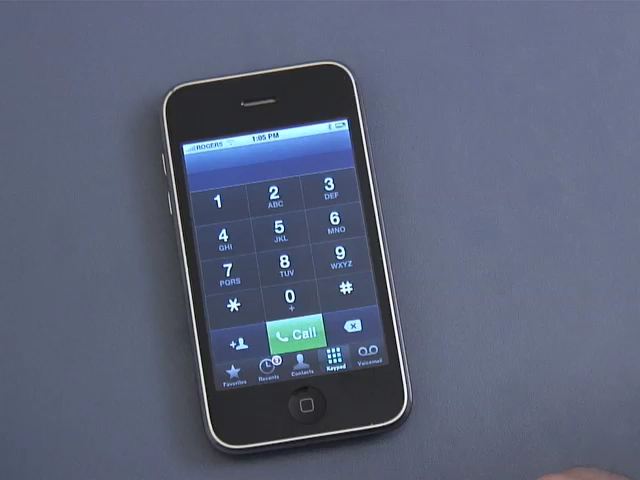 ROGERS 1:05 PM
1 2 ABC 3 DEF
4 GHI 5 JKL 6 MNO
7 PQRS 8 TUV 9 WXYZ
* 0 + #
+ Call
Favorites Recents Contacts Keypad Voicemail